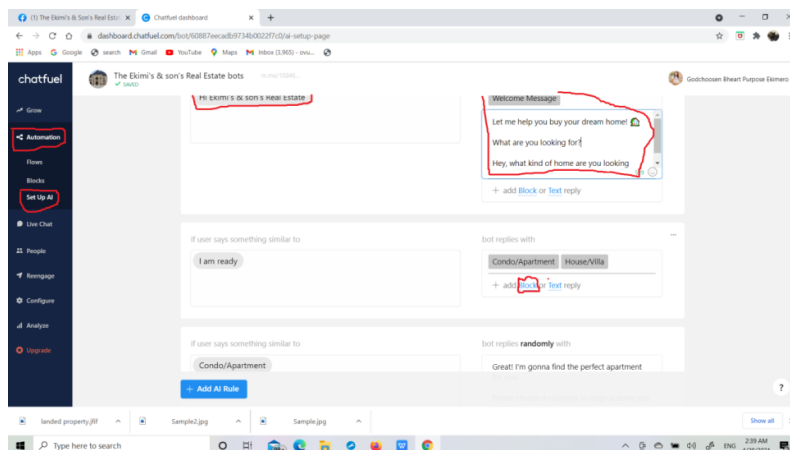 (1) The Ekimi's & Son's Real Esta
Chatfuel dashboard
dashboard.chatfuel.com/bot/60887eecadb9734b0022f7c0/ai-setup-page
Apps
Google
search
Gmail
YouTube
Maps
Inbox (3,965) - ovu...
chatfuel
The Ekimi's & son's Real Estate bots
SAVED
Godchoosen Bheart Purpose Ekimero
Grow
Automation
Flows
Blocks
Set Up AI
Live Chat
People
Reengage
Configure
Analyze
Upgrade
Hi Ekimi's & son's Real Estate
Welcome Message
Let me help you buy your dream home!
What are you looking for?
Hey, what kind of home are you looking
+ add Block or Text reply
If user says something similar to
bot replies with
I am ready
Condo/Apartment
House/Villa
+ add Block or Text reply
If user says something similar to
bot replies randomly with
Condo/Apartment
Great! I'm gonna find the perfect apartment
+ Add AI Rule
?
landed property.jfif
Sample2.jpg
Sample.jpg
Show all
Type here to search
ENG
2:39 AM